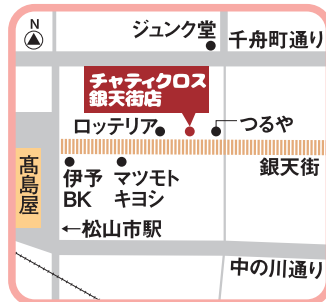 N
ジュンク堂
千舟町通り
チャティクロス
銀天街店
ロッテリア
つるや
銀天街
髙島屋
伊予
BK
マツモト
キヨシ
←松山市駅
中の川通り